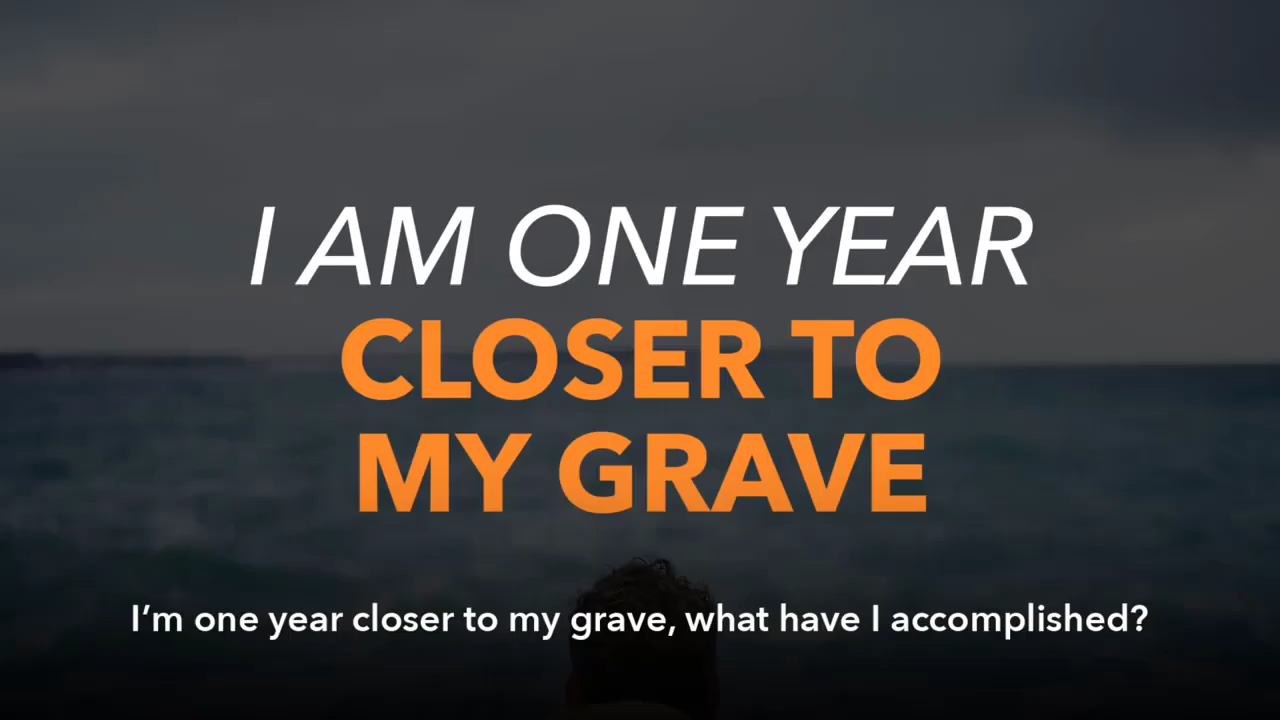 I AM ONE YEAR
CLOSER TO
MY GRAVE
I’m one year closer to my grave, what have I accomplished?